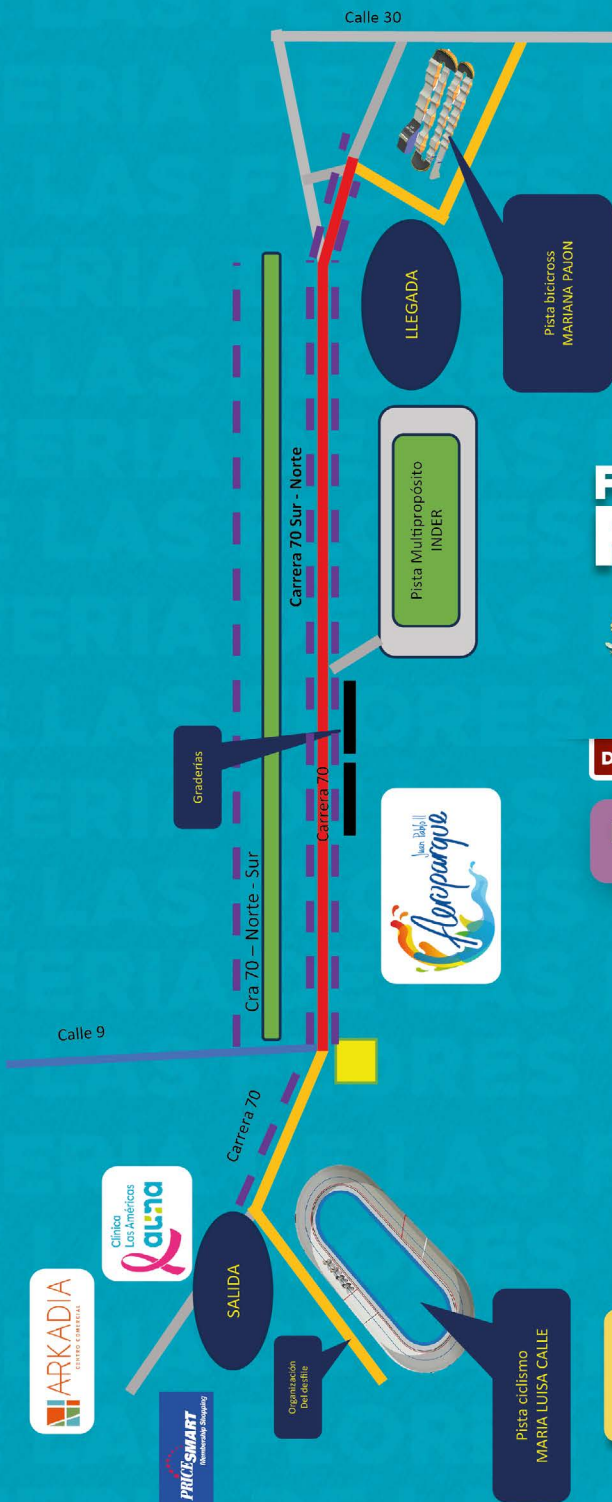 Calle 30
Pista bicicross
MARIANA PAJON
LLEGADA
Carrera 70 Sur - Norte
Pista Multipropósito
INDER
Graderías
Carrera 70
Cra 70 – Norte - Sur
Juan Pablo II
Aeroparque
Calle 9
Carrera 70
Clínica
Las Américas
auna
ARKADIA
CENTRO COMERCIAL
SALIDA
PRICESMART
Membership Shopping
Organización
Del desfile
Pista ciclismo
MARIA LUISA CALLE